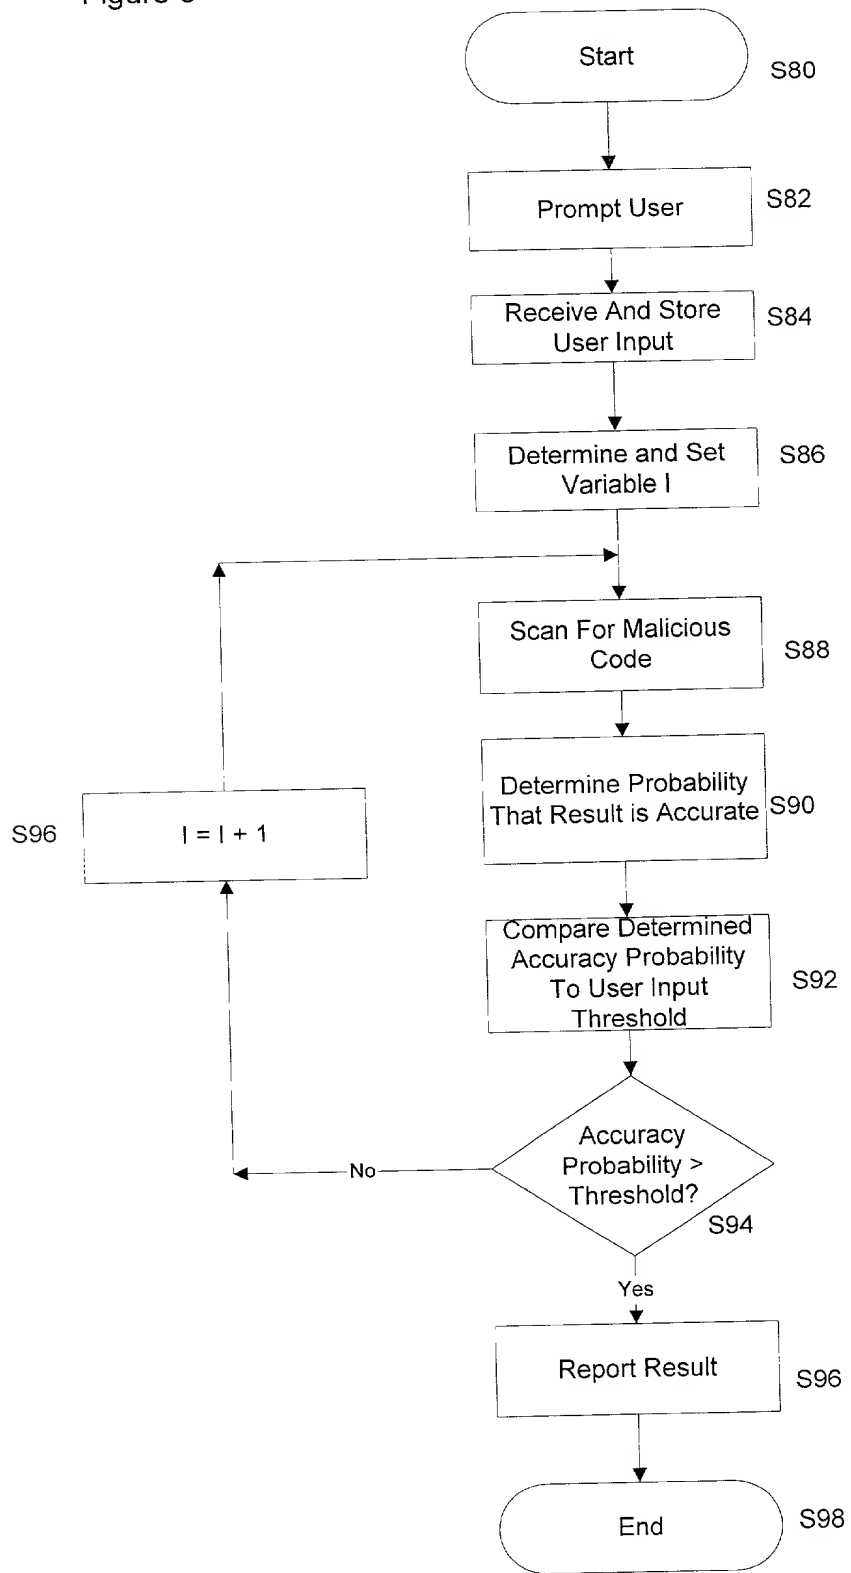 Start
S80
Prompt User
S82
Receive And Store
User Input
S84
Determine and Set
Variable I
S86
Scan For Malicious
Code
S88
Determine Probability
That Result is Accurate
S90
S96
I = I + 1
Compare Determined
Accuracy Probability
To User Input
Threshold
S92
Accuracy
Probability >
Threshold?
S94
No
Yes
Report Result
S96
End
S98